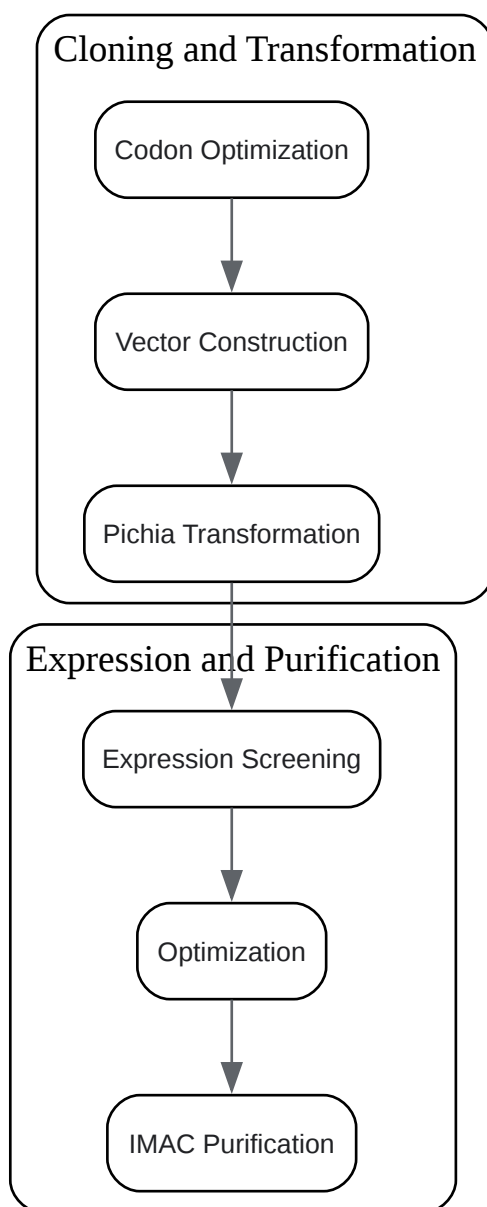 Cloning and Transformation
Codon Optimization
Vector Construction
Pichia Transformation
Expression and Purification
Expression Screening
Optimization
IMAC Purification